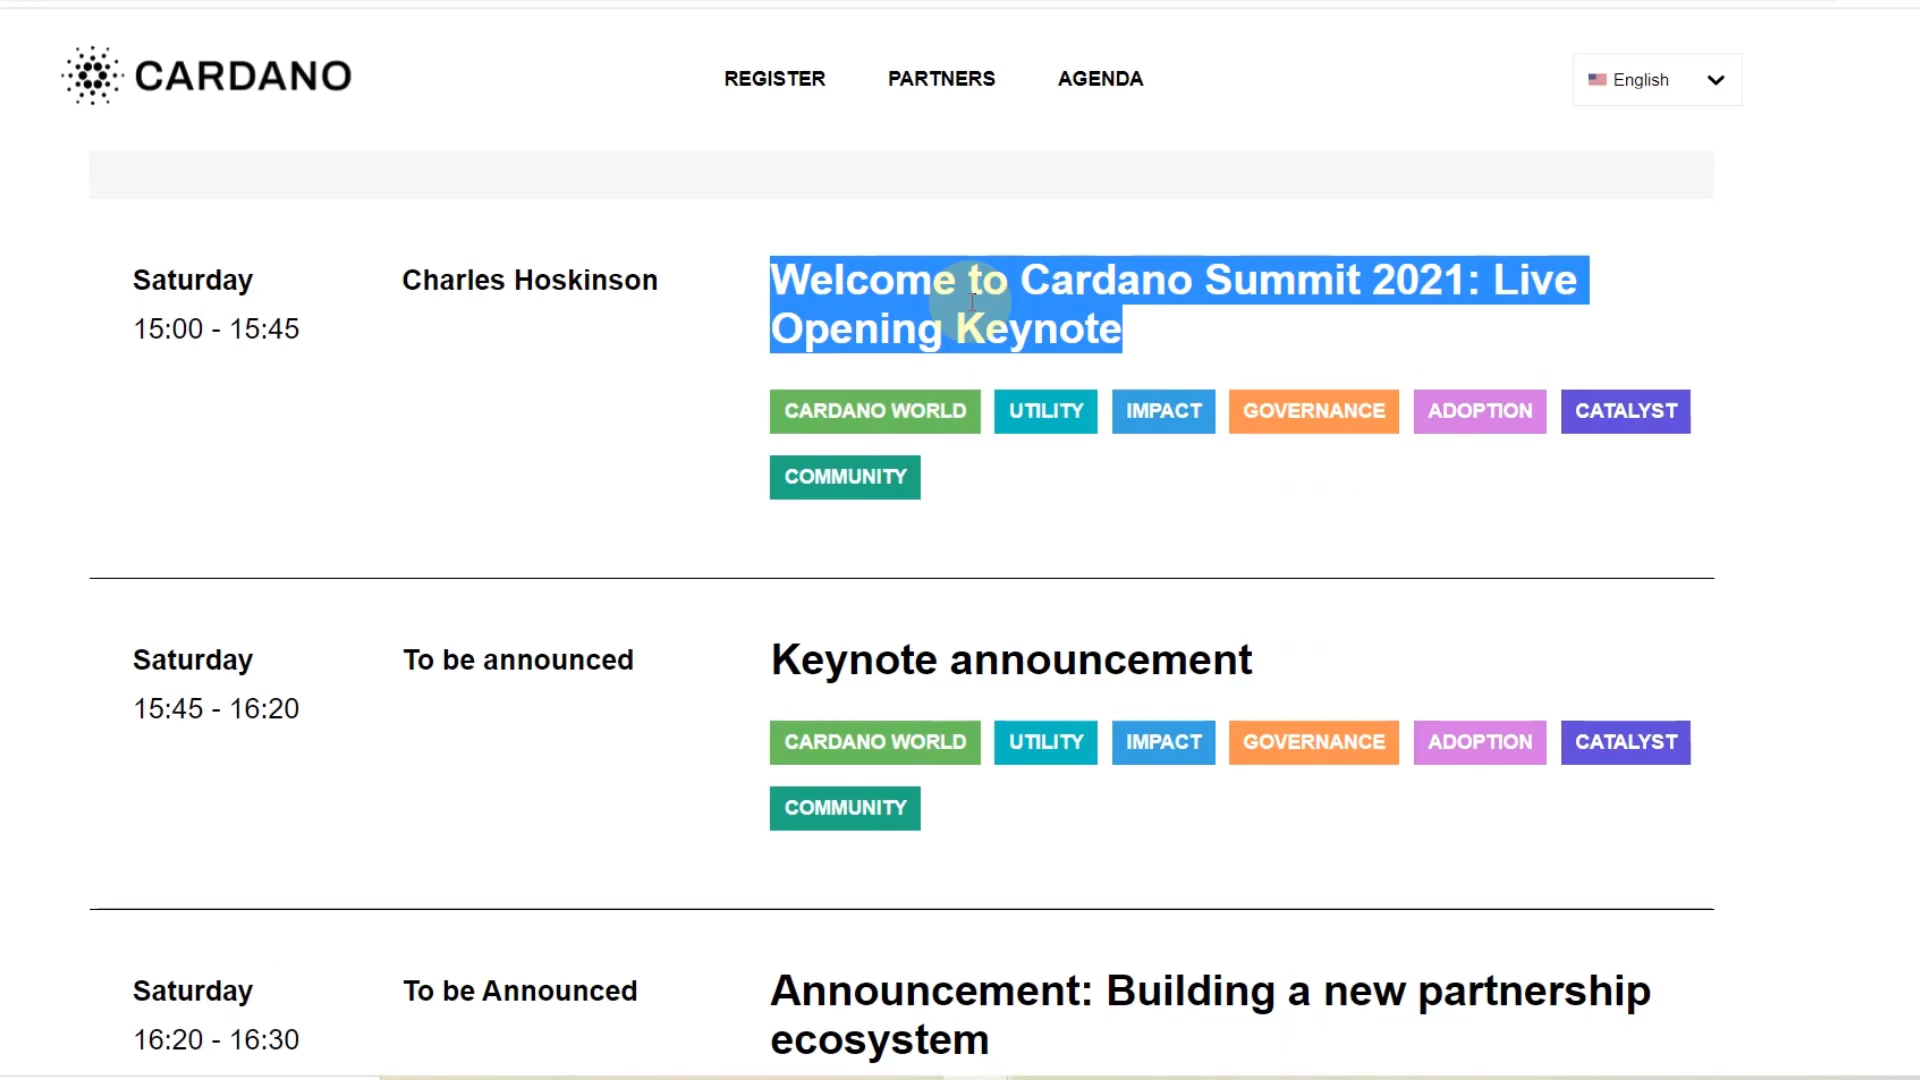 CARDANO
REGISTER PARTNERS AGENDA
English
Saturday
15:00 - 15:45
Charles Hoskinson
Welcome to Cardano Summit 2021: Live
Opening Keynote
CARDANO WORLD UTILITY IMPACT GOVERNANCE ADOPTION CATALYST
COMMUNITY
Saturday
15:45 - 16:20
To be announced
Keynote announcement
CARDANO WORLD UTILITY IMPACT GOVERNANCE ADOPTION CATALYST
COMMUNITY
Saturday
16:20 - 16:30
To be Announced
Announcement: Building a new partnership
ecosystem